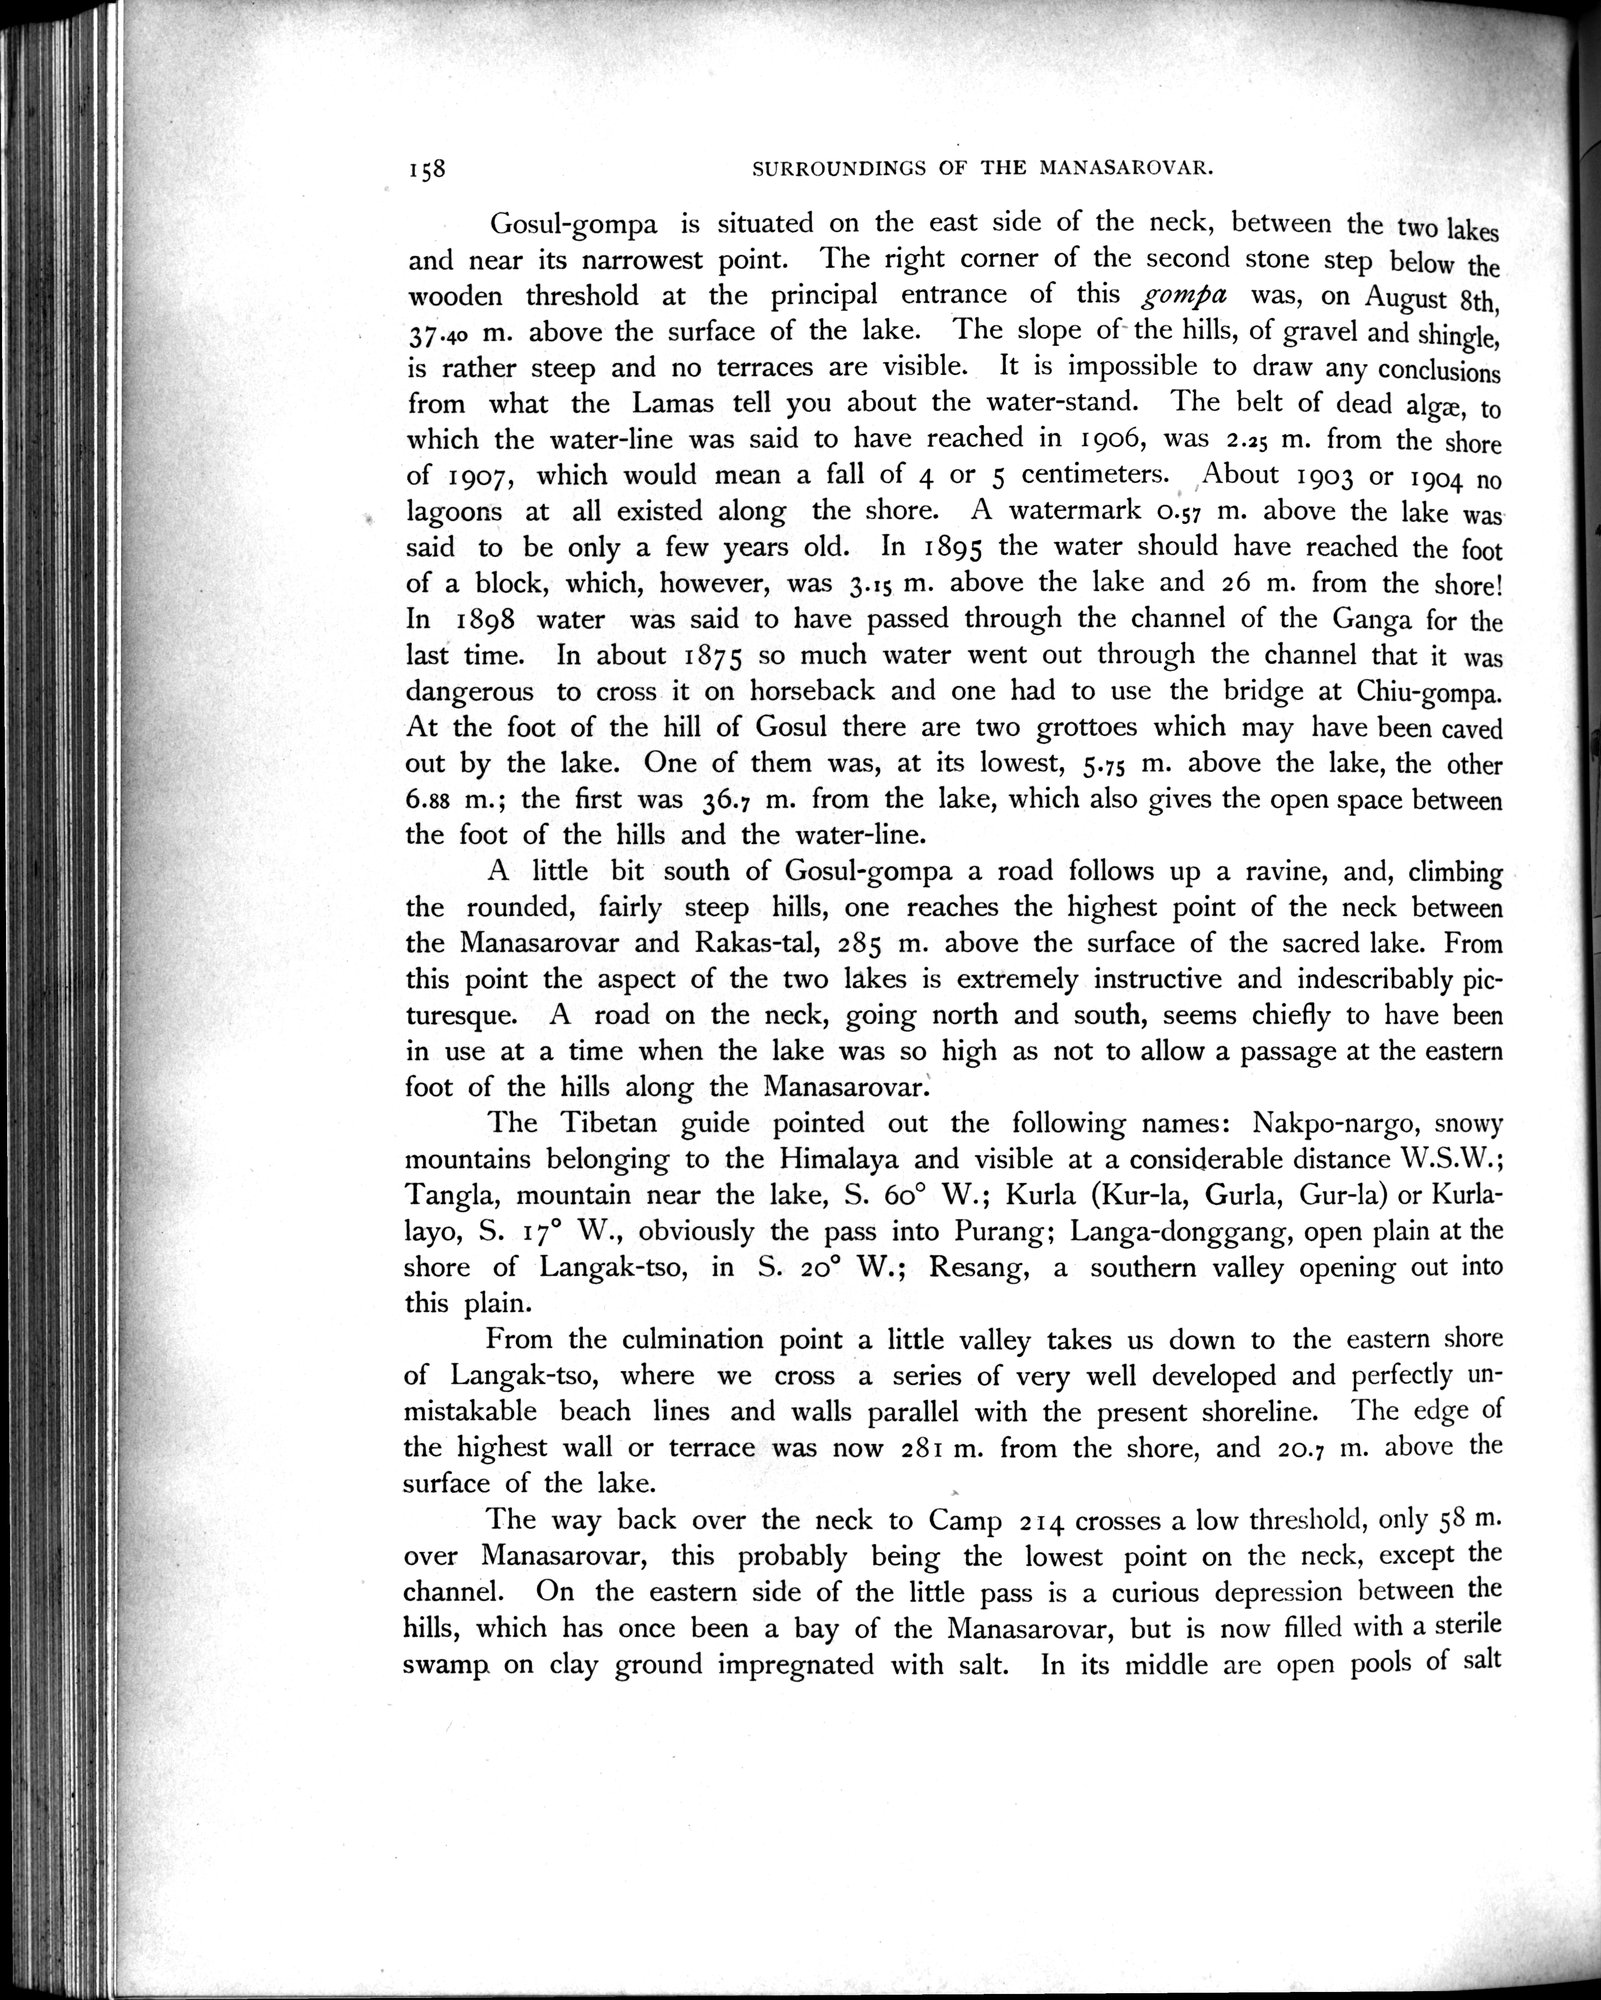 158 SURROUNDINGS OF THE MANASAROVAR.
Gosul-gompa is situated on the east side of the neck, between the two lakes
and near its narrowest point. The right corner of the second stone step below the
wooden threshold at the principal entrance of this gompa was, on August 8th,
37.40 m. above the surface of the lake. The slope of the hills, of gravel and shingle,
is rather steep and no terraces are visible. It is impossible to draw any conclusions
from what the Lamas tell you about the water-stand. The belt of dead algæ, to
which the water-line was said to have reached in 1906, was 2.25 m. from the shore
of 1907, which would mean a fall of 4 or 5 centimeters. About 1903 or 1904 no
lagoons at all existed along the shore. A watermark 0.57 m. above the lake was
said to be only a few years old. In 1895 the water should have reached the foot
of a block, which, however, was 3.15 m. above the lake and 26 m. from the shore!
In 1898 water was said to have passed through the channel of the Ganga for the
last time. In about 1875 so much water went out through the channel that it was
dangerous to cross it on horseback and one had to use the bridge at Chiu-gompa.
At the foot of the hill of Gosul there are two grottoes which may have been caved
out by the lake. One of them was, at its lowest, 5.75 m. above the lake, the other
6.88 m.; the first was 36.7 m. from the lake, which also gives the open space between
the foot of the hills and the water-line.
A little bit south of Gosul-gompa a road follows up a ravine, and, climbing
the rounded, fairly steep hills, one reaches the highest point of the neck between
the Manasarovar and Rakas-tal, 285 m. above the surface of the sacred lake. From
this point the aspect of the two lakes is extremely instructive and indescribably pic-
turesque. A road on the neck, going north and south, seems chiefly to have been
in use at a time when the lake was so high as not to allow a passage at the eastern
foot of the hills along the Manasarovar.
The Tibetan guide pointed out the following names: Nakpo-nargo, snowy
mountains belonging to the Himalaya and visible at a considerable distance W.S.W.;
Tangla, mountain near the lake, S. 60° W.; Kurla (Kur-la, Gurla, Gur-la) or Kurla-
layo, S. 17° W., obviously the pass into Purang; Langa-donggang, open plain at the
shore of Langak-tso, in S. 20° W.; Resang, a southern valley opening out into
this plain.
From the culmination point a little valley takes us down to the eastern shore
of Langak-tso, where we cross a series of very well developed and perfectly un-
mistakable beach lines and walls parallel with the present shoreline. The edge of
the highest wall or terrace was now 281 m. from the shore, and 20.7 m. above the
surface of the lake.
The way back over the neck to Camp 214 crosses a low threshold, only 58 m.
over Manasarovar, this probably being the lowest point on the neck, except the
channel. On the eastern side of the little pass is a curious depression between the
hills, which has once been a bay of the Manasarovar, but is now filled with a sterile
swamp on clay ground impregnated with salt. In its middle are open pools of salt